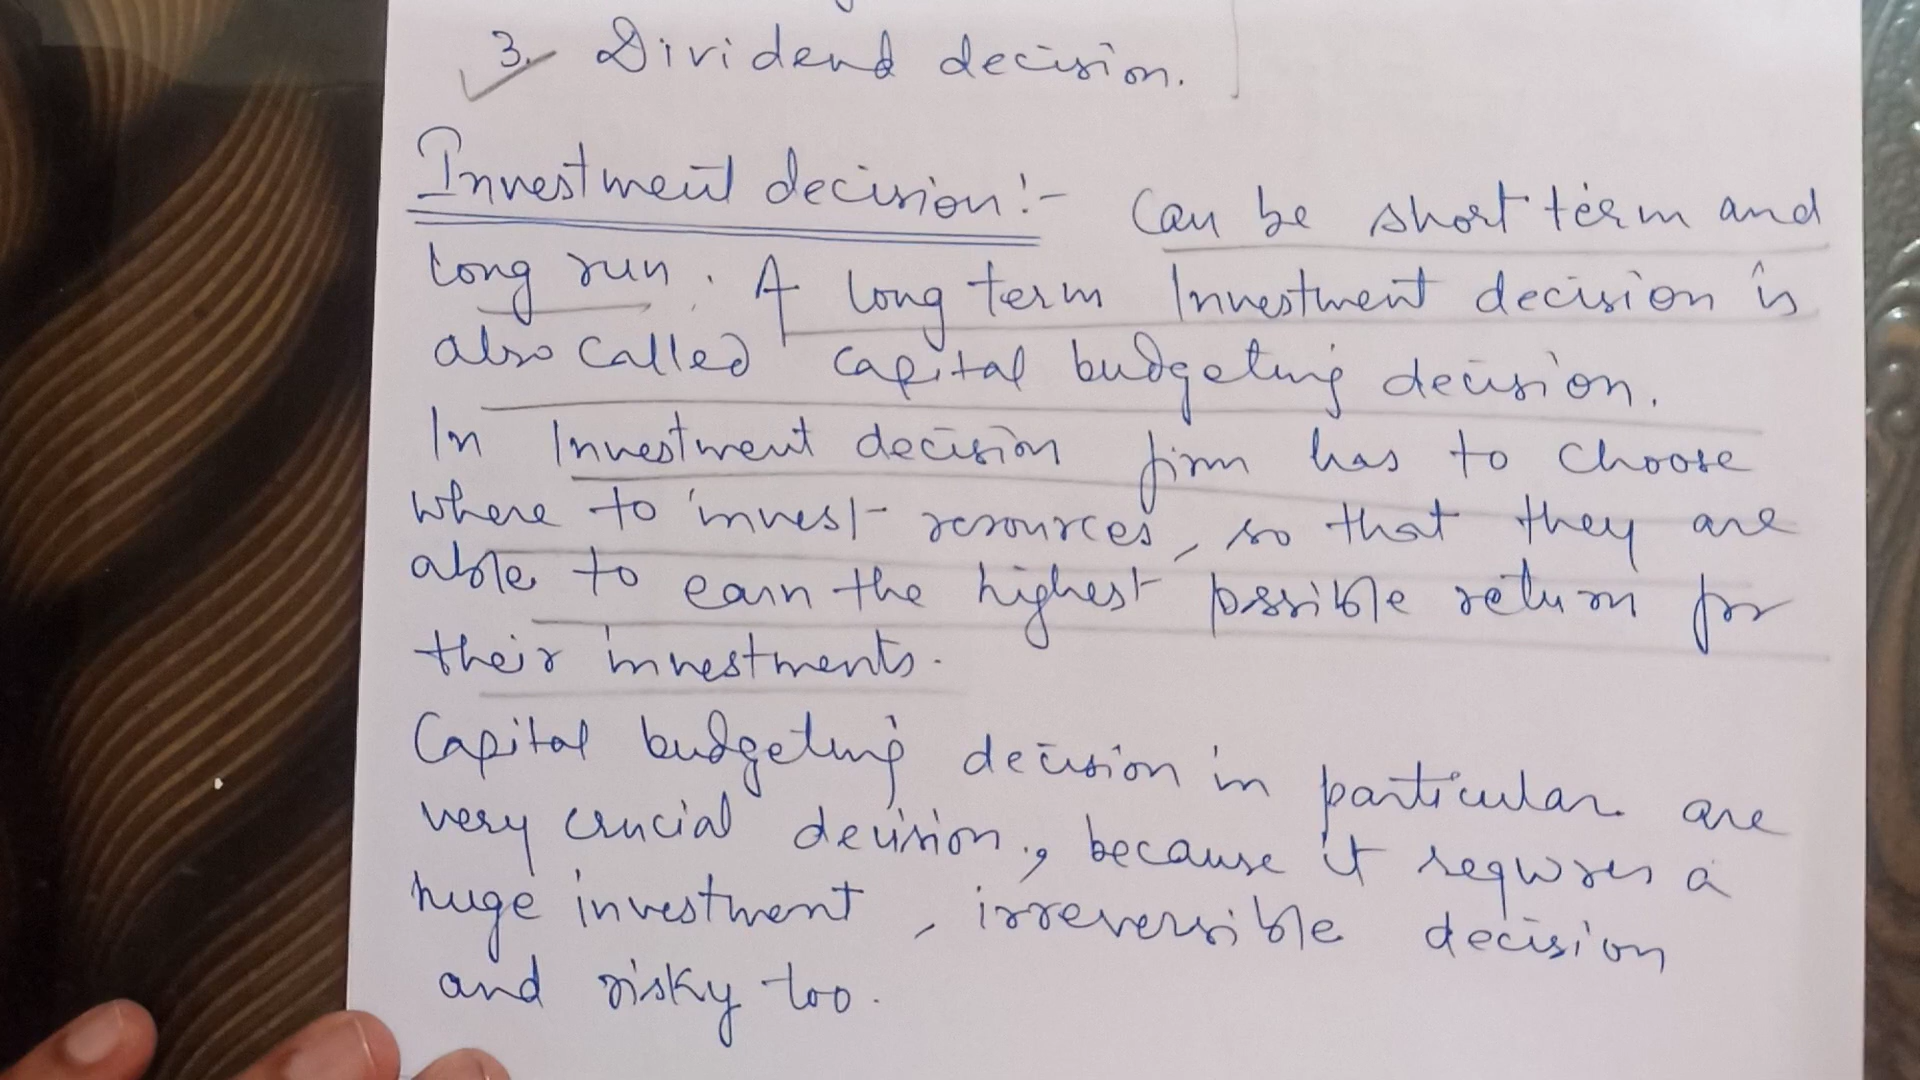 3. Dividend decision.
Investment decision:- Can be short term and
long run. A long term Investment decision is
also called capital budgeting decision.
In Investment decision firm has to choose
where to invest resources, so that they are
able to earn the highest possible return for
their investments.
Capital budgeting decision in particular are
very crucial decision, because it requires a
huge investment, irreversible decision
and risky too.